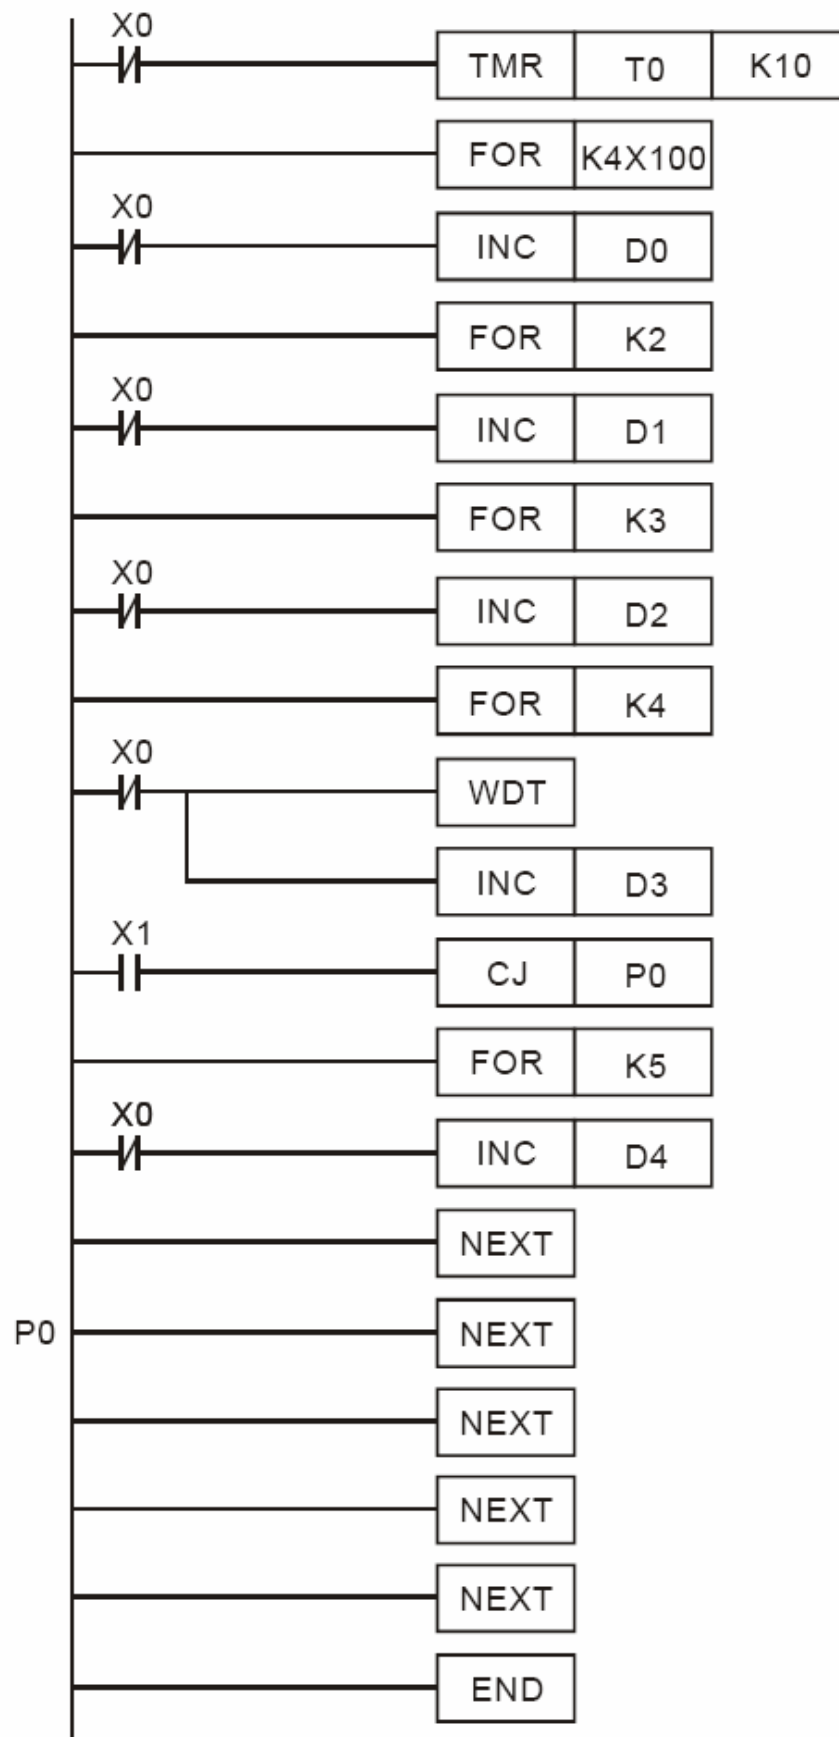 X0
TMR T0 K10
FOR K4X100
X0
INC D0
FOR K2
X0
INC D1
FOR K3
X0
INC D2
FOR K4
X0
WDT
INC D3
X1
CJ P0
FOR K5
X0
INC D4
NEXT
P0 NEXT
NEXT
NEXT
NEXT
END